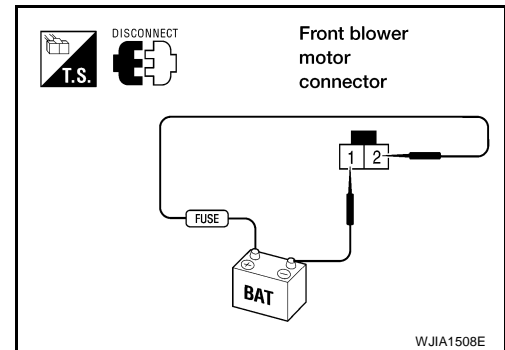 DISCONNECT
T.S.
Front blower
motor
connector
1 2
FUSE
+ −
BAT
WJIA1508E